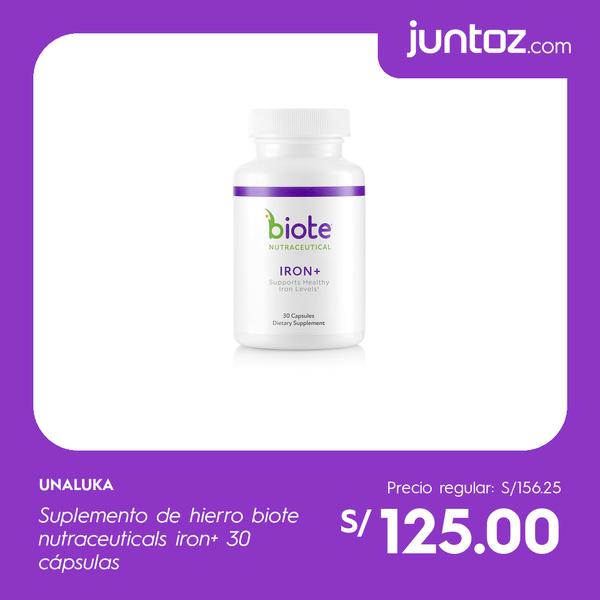 juntoz.com
biote
NUTRACEUTICAL
IRON+
Supports Healthy
Iron Levels*
30 Capsules
Dietary Supplement
UNALUKA
Suplemento de hierro biote
nutraceuticals iron+ 30
cápsulas
Precio regular: S/156.25
S/125.00